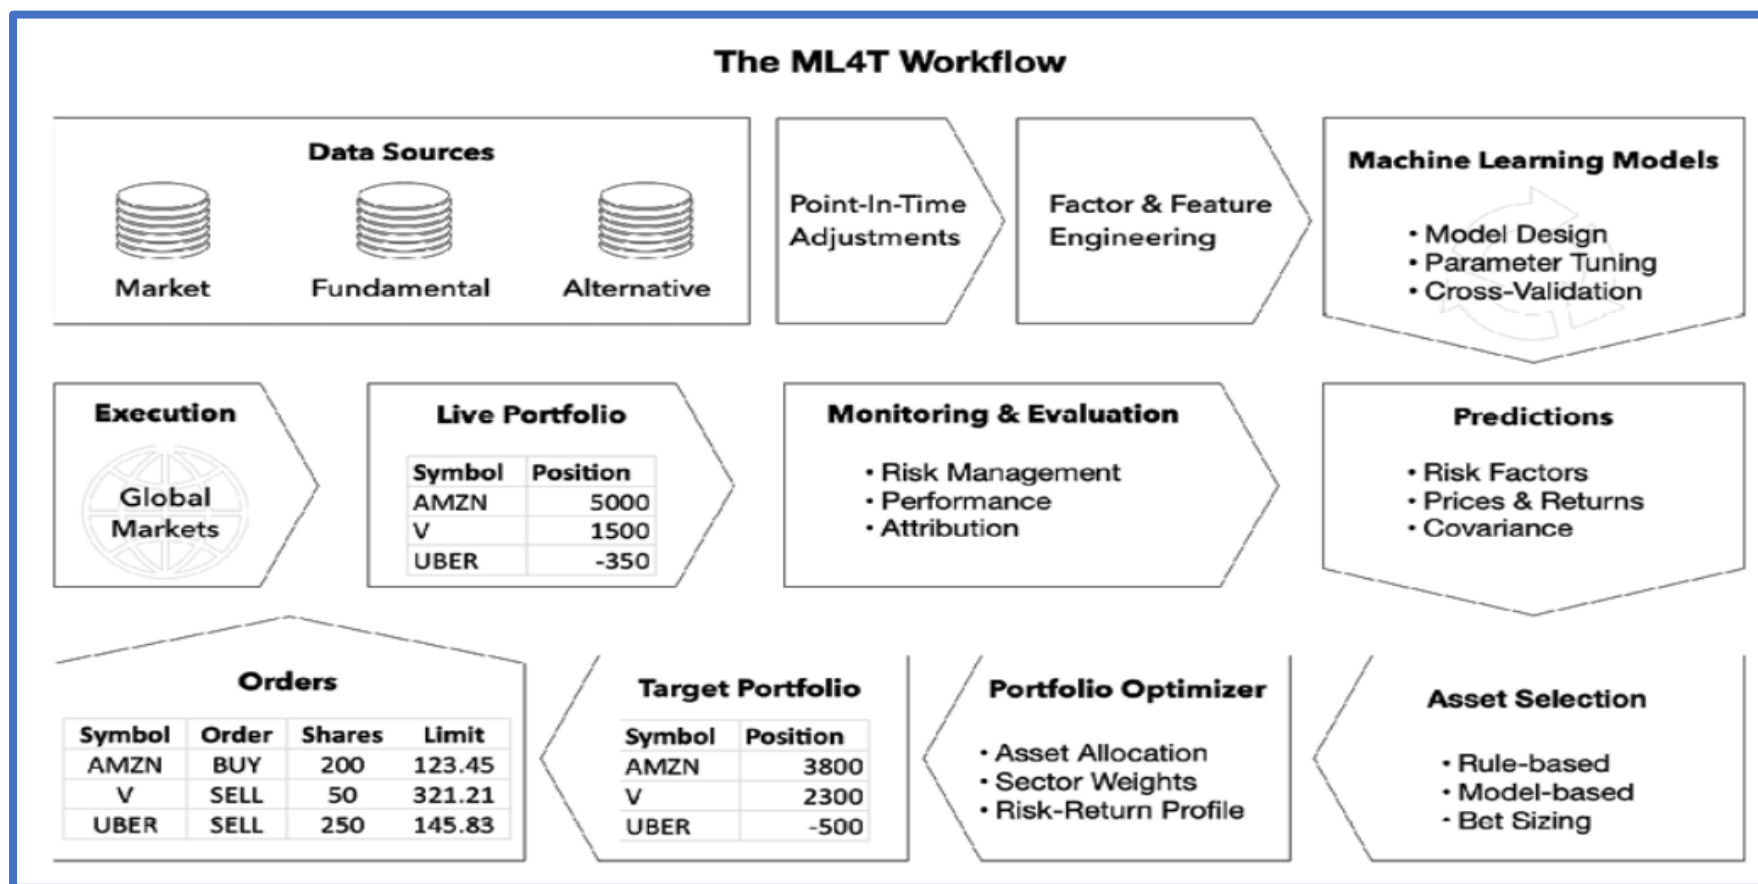 The ML4T Workflow
Data Sources
Market
Fundamental
Alternative
Point-In-Time
Adjustments
Factor & Feature
Engineering
Machine Learning Models
• Model Design
• Parameter Tuning
• Cross-Validation
Execution
Global
Markets
Live Portfolio
Symbol Position
AMZN 5000
V 1500
UBER -350
Monitoring & Evaluation
• Risk Management
• Performance
• Attribution
Predictions
• Risk Factors
• Prices & Returns
• Covariance
Orders
Symbol Order Shares Limit
AMZN BUY 200 123.45
V SELL 50 321.21
UBER SELL 250 145.83
Target Portfolio
Symbol Position
AMZN 3800
V 2300
UBER -500
Portfolio Optimizer
• Asset Allocation
• Sector Weights
• Risk-Return Profile
Asset Selection
• Rule-based
• Model-based
• Bet Sizing